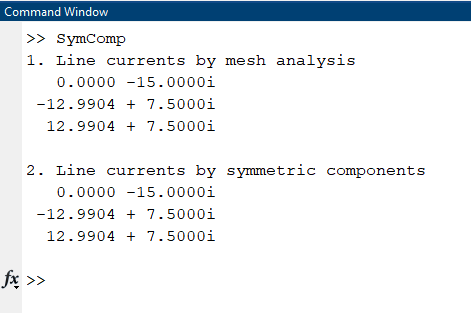 Command Window
>> SymComp
1. Line currents by mesh analysis
0.0000 -15.0000i
-12.9904 + 7.5000i
12.9904 + 7.5000i
2. Line currents by symmetric components
0.0000 -15.0000i
-12.9904 + 7.5000i
12.9904 + 7.5000i
fx >>